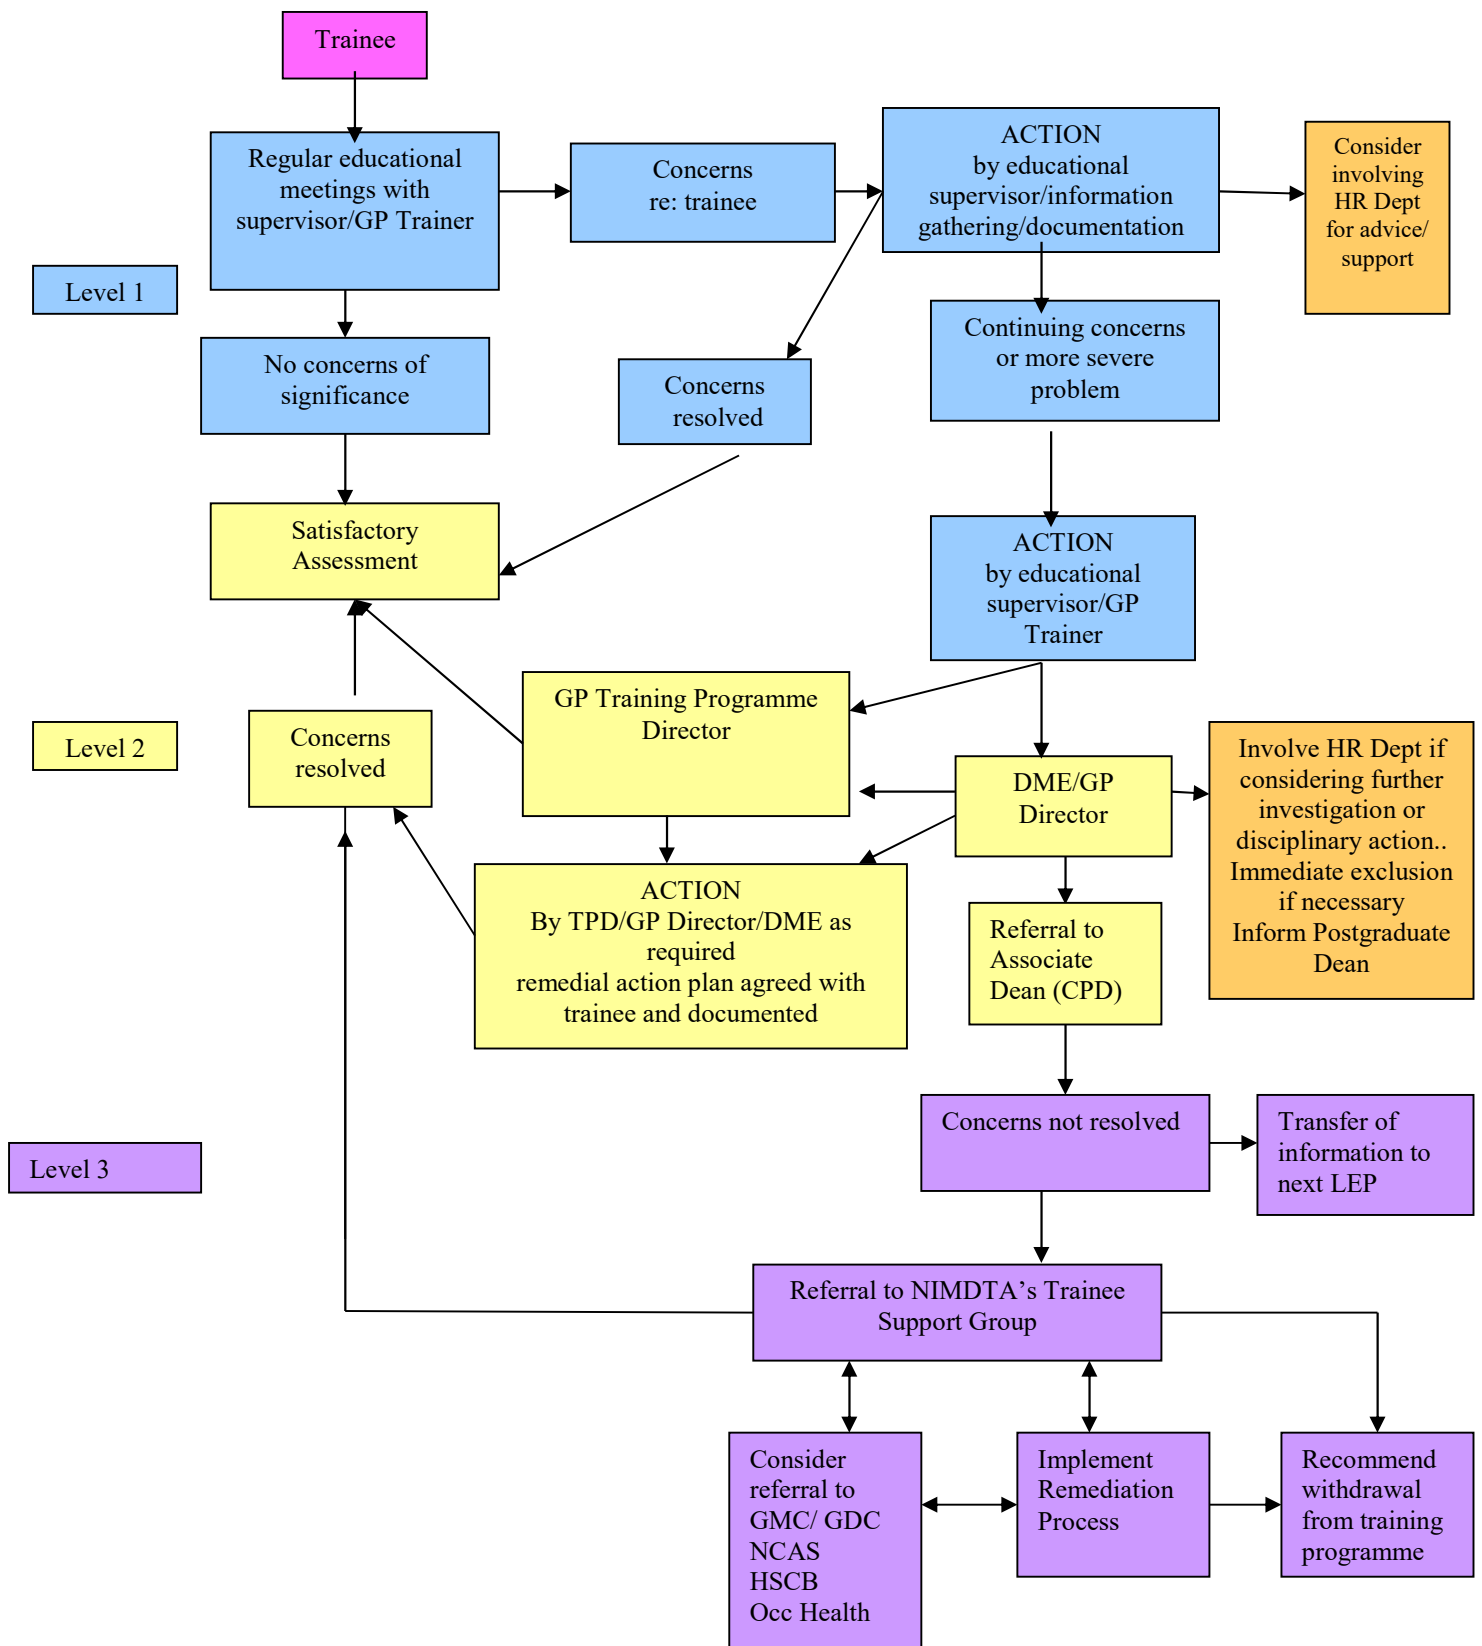 Trainee
Regular educational
meetings with
supervisor/GP Trainer
Concerns
re: trainee
ACTION
by educational
supervisor/information
gathering/documentation
Consider
involving
HR Dept
for advice/
support
Level 1
No concerns of
significance
Concerns
resolved
Continuing concerns
or more severe
problem
Satisfactory
Assessment
ACTION
by educational
supervisor/GP
Trainer
Level 2
Concerns
resolved
GP Training Programme
Director
DME/GP
Director
Involve HR Dept if
considering further
investigation or
disciplinary action..
Immediate exclusion
if necessary
Inform Postgraduate
Dean
ACTION
By TPD/GP Director/DME as
required
remedial action plan agreed with
trainee and documented
Referral to
Associate
Dean (CPD)
Level 3
Concerns not resolved
Transfer of
information to
next LEP
Referral to NIMDTA’s Trainee
Support Group
Consider
referral to
GMC/ GDC
NCAS
HSCB
Occ Health
Implement
Remediation
Process
Recommend
withdrawal
from training
programme